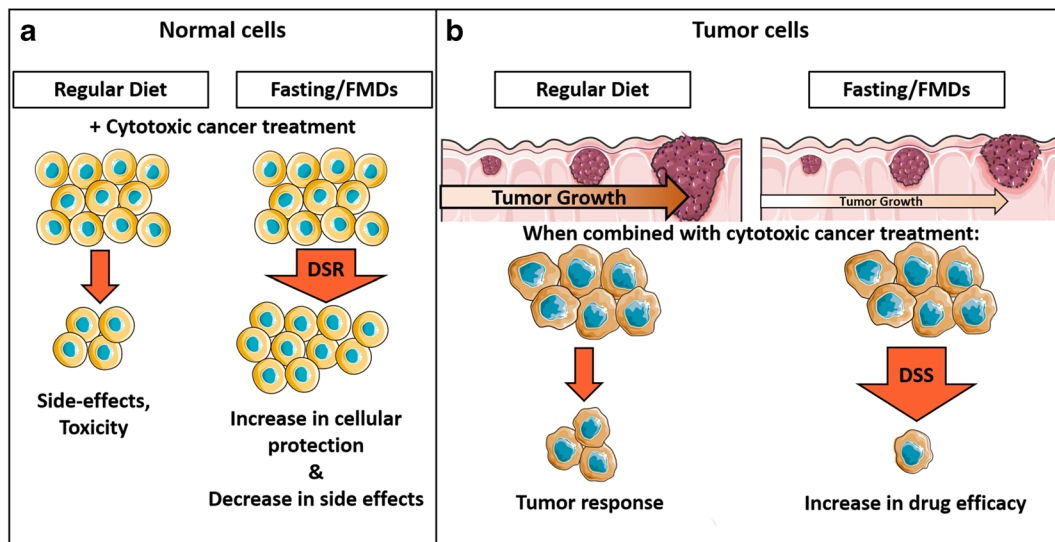 a
Normal cells
Regular Diet
Fasting/FMDs
+ Cytotoxic cancer treatment
DSR
Side-effects,
Toxicity
Increase in cellular
protection
&
Decrease in side effects
b
Tumor cells
Regular Diet
Fasting/FMDs
Tumor Growth
Tumor Growth
When combined with cytotoxic cancer treatment:
DSS
Tumor response
Increase in drug efficacy